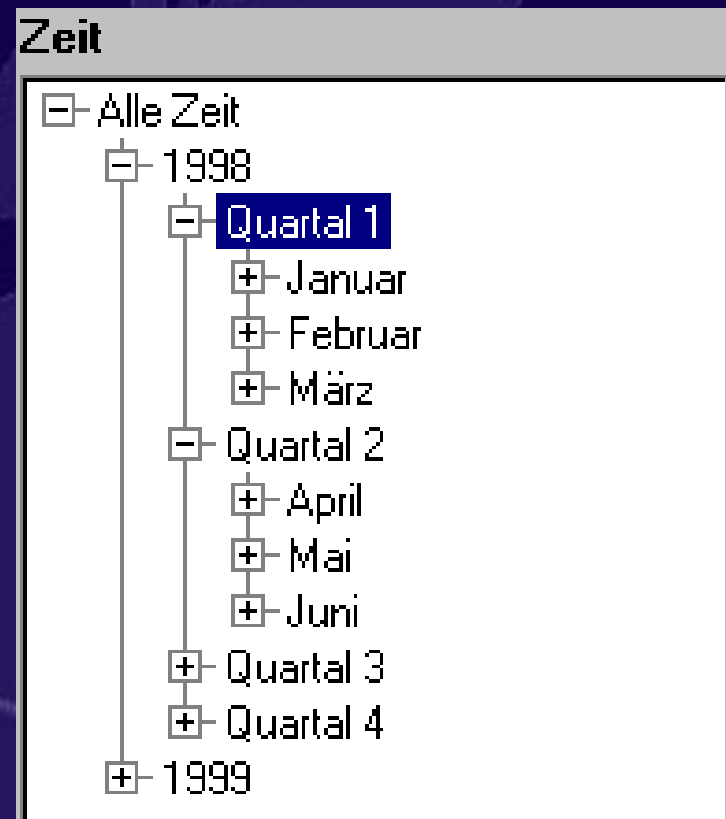 Zeit
Alle Zeit
1998
Quartal 1
Januar
Februar
März
Quartal 2
April
Mai
Juni
Quartal 3
Quartal 4
1999